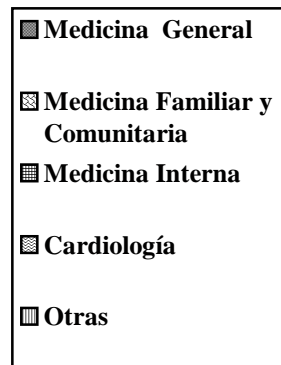 Medicina General
Medicina Familiar y
Comunitaria
Medicina Interna
Cardiología
Otras